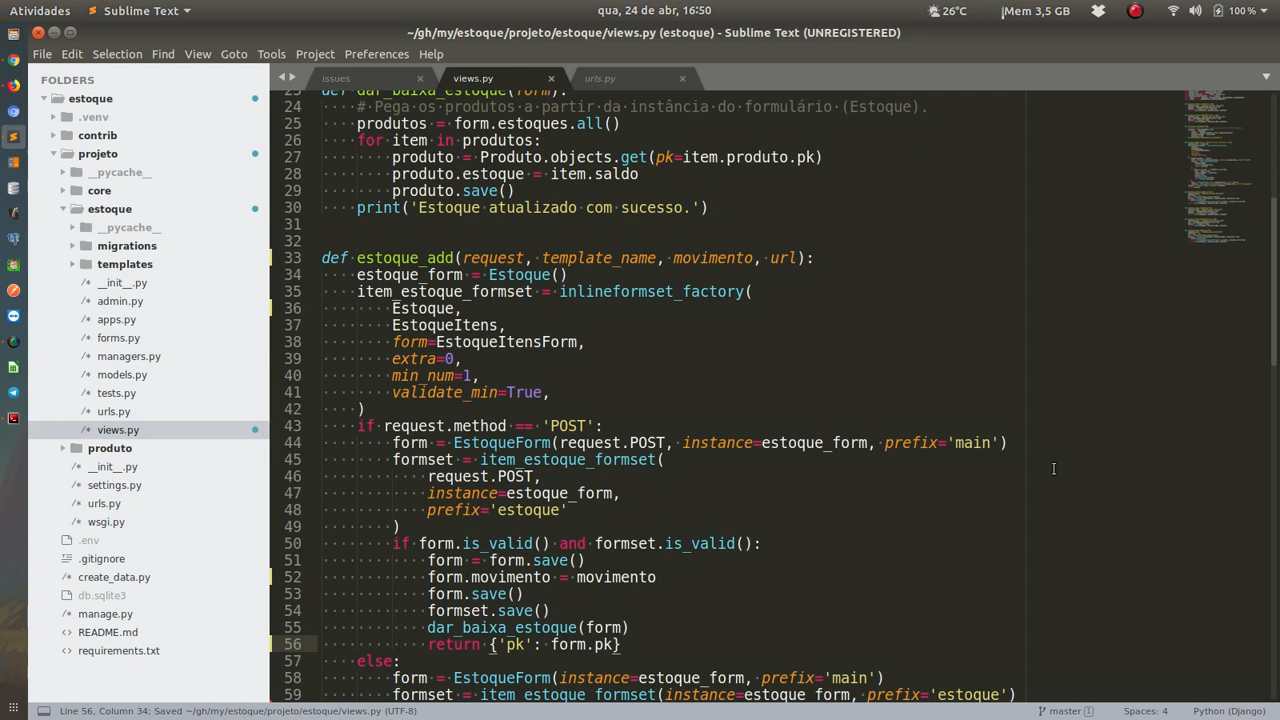 Atividades
Sublime Text
qua, 24 de abr, 16:50
26°C
Mem 3,5 GB
100 %
~/gh/my/estoque/projeto/estoque/views.py (estoque) - Sublime Text (UNREGISTERED)
File Edit Selection Find View Goto Tools Project Preferences Help
FOLDERS
estoque
.venv
contrib
projeto
__pycache__
core
estoque
__pycache__
migrations
templates
/* __init__.py
/* admin.py
/* apps.py
/* forms.py
/* managers.py
/* models.py
/* tests.py
/* urls.py
/* views.py
produto
/* __init__.py
/* settings.py
/* urls.py
/* wsgi.py
.env
.gitignore
/* create_data.py
db.sqlite3
/* manage.py
<> README.md
<> requirements.txt
issues × views.py × urls.py ×
23 def dar_baixa_estoque(form):
24 # Pega os produtos a partir da instância do formulário (Estoque).
25 produtos = form.estoques.all()
26 for item in produtos:
27 produto = Produto.objects.get(pk=item.produto.pk)
28 produto.estoque = item.saldo
29 produto.save()
30 print('Estoque atualizado com sucesso.')
31
32
33 def estoque_add(request, template_name, movimento, url):
34 estoque_form = Estoque()
35 item_estoque_formset = inlineformset_factory(
36 Estoque,
37 EstoqueItens,
38 form=EstoqueItensForm,
39 extra=0,
40 min_num=1,
41 validate_min=True,
42 )
43 if request.method == 'POST':
44 form = EstoqueForm(request.POST, instance=estoque_form, prefix='main')
45 formset = item_estoque_formset(
46 request.POST,
47 instance=estoque_form,
48 prefix='estoque'
49 )
50 if form.is_valid() and formset.is_valid():
51 form = form.save()
52 form.movimento = movimento
53 form.save()
54 formset.save()
55 dar_baixa_estoque(form)
56 return {'pk': form.pk}
57 else:
58 form = EstoqueForm(instance=estoque_form, prefix='main')
59 formset = item_estoque_formset(instance=estoque_form, prefix='estoque')
Line 56, Column 34; Saved ~/gh/my/estoque/projeto/estoque/views.py (UTF-8)
master 1
Spaces: 4
Python (Django)